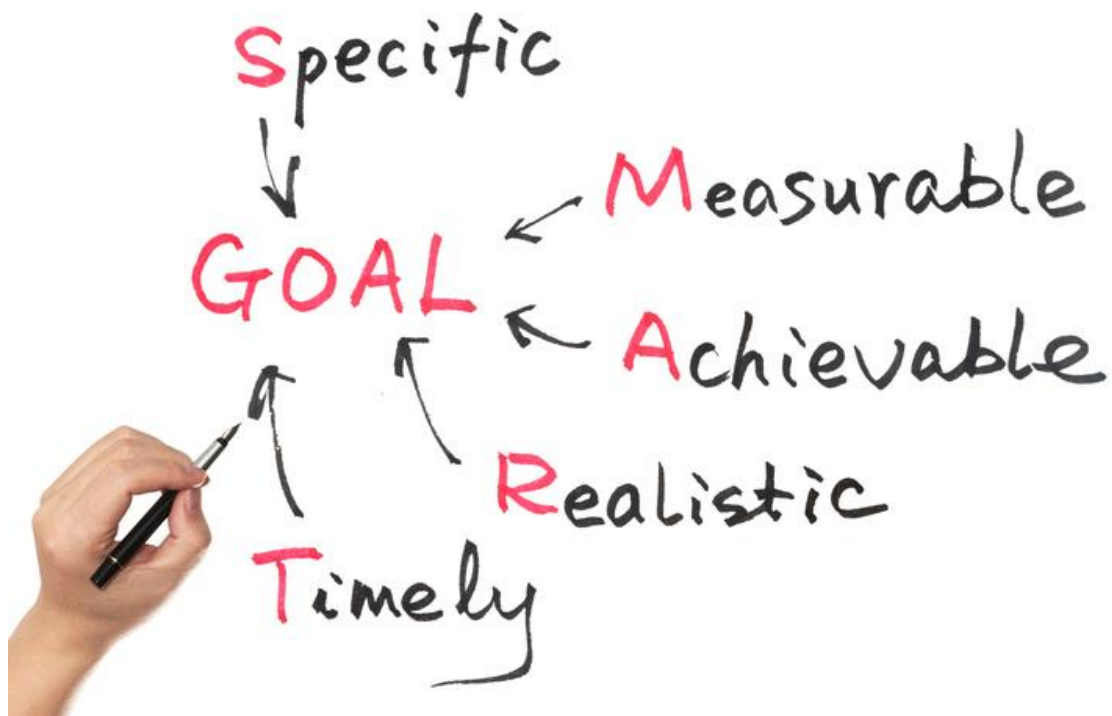 Specific
Measurable
GOAL
Achievable
Realistic
Timely